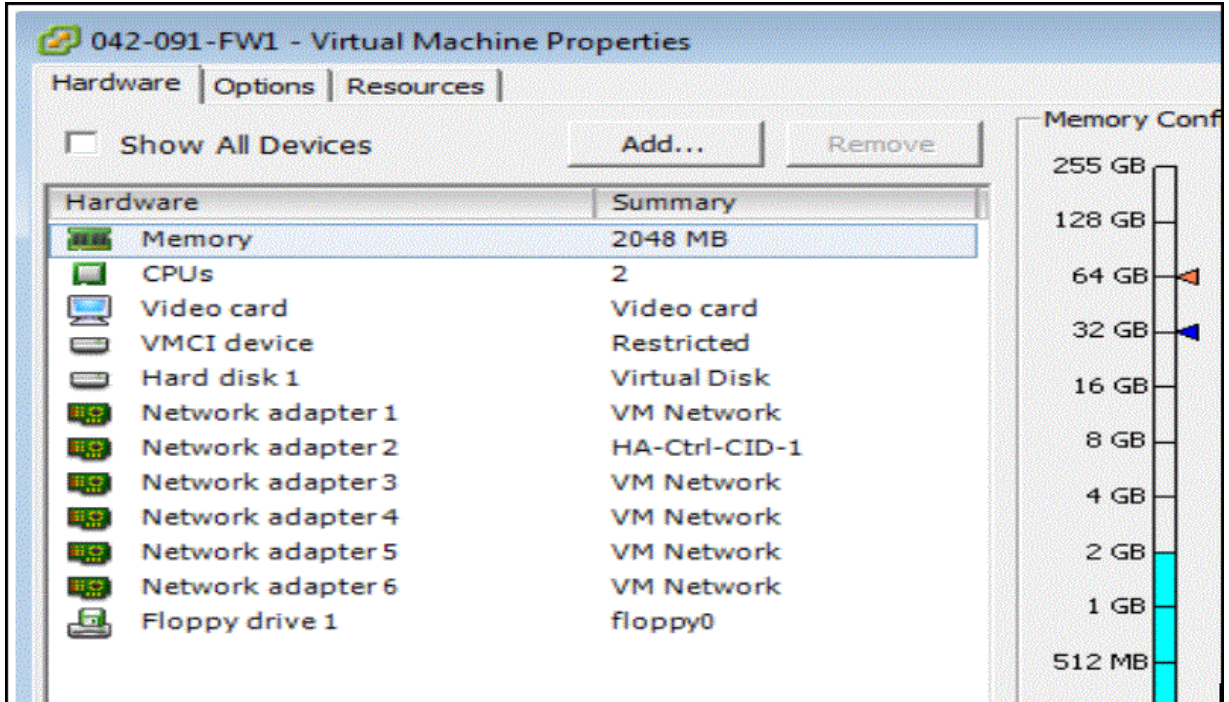 042-091-FW1 - Virtual Machine Properties
Hardware Options Resources
Show All Devices Add... Remove
Hardware Summary
Memory 2048 MB
CPUs 2
Video card Video card
VMCI device Restricted
Hard disk 1 Virtual Disk
Network adapter 1 VM Network
Network adapter 2 HA-Ctrl-CID-1
Network adapter 3 VM Network
Network adapter 4 VM Network
Network adapter 5 VM Network
Network adapter 6 VM Network
Floppy drive 1 floppy0
Memory Conf
255 GB
128 GB
64 GB
32 GB
16 GB
8 GB
4 GB
2 GB
1 GB
512 MB